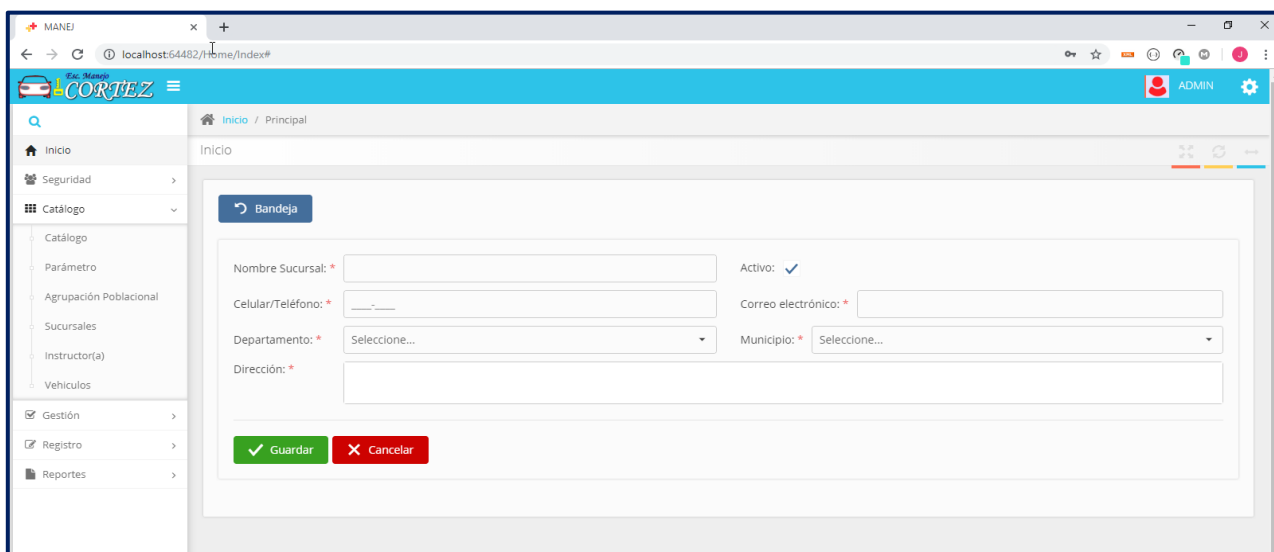 MANEJ
localhost:64482/Home/Index#
J
Esc. Manejo
CORTEZ
ADMIN
Inicio / Principal
Inicio
Inicio
Seguridad
Catálogo
Catálogo
Parámetro
Agrupación Poblacional
Sucursales
Instructor(a)
Vehiculos
Gestión
Registro
Reportes
Bandeja
Nombre Sucursal: *
Activo:
Celular/Teléfono: * ____-____
Correo electrónico: *
Departamento: * Seleccione...
Municipio: * Seleccione...
Dirección: *
Guardar
Cancelar